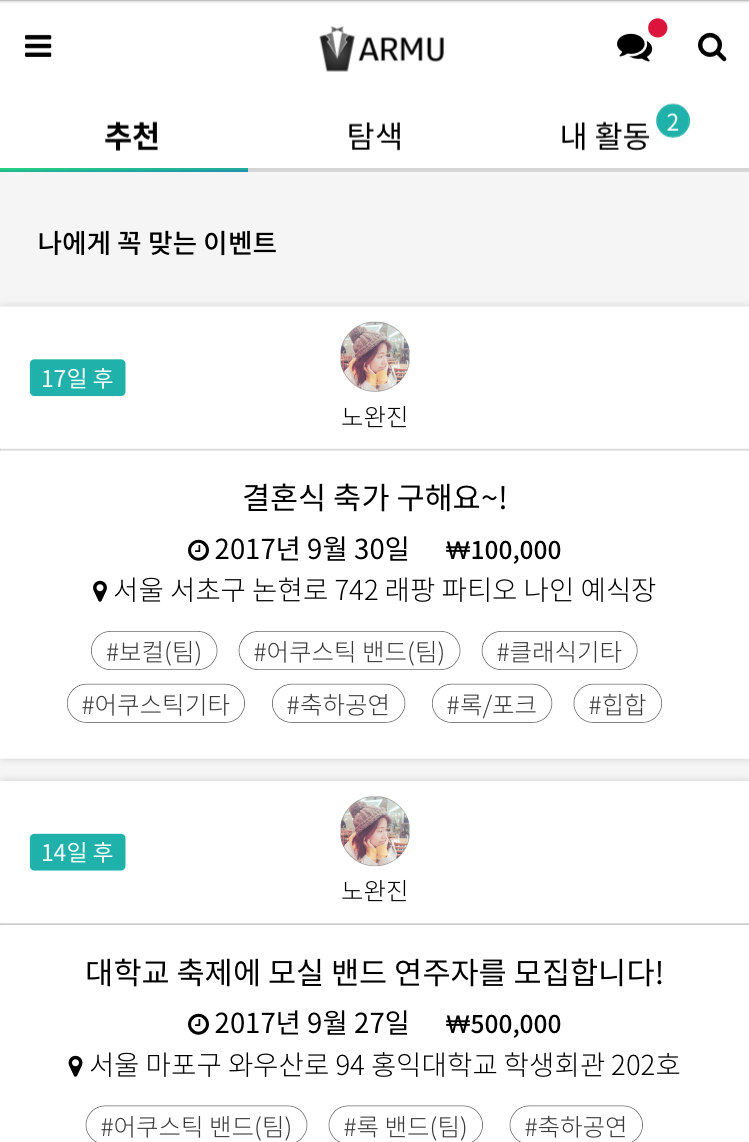 ARMU
추천 탐색 내 활동 2
나에게 꼭 맞는 이벤트
17일 후
노완진
결혼식 축가 구해요~!
2017년 9월 30일 ₩100,000
서울 서초구 논현로 742 래팡 파티오 나인 예식장
#보컬(팀) #어쿠스틱 밴드(팀) #클래식기타
#어쿠스틱기타 #축하공연 #록/포크 #힙합
14일 후
노완진
대학교 축제에 모실 밴드 연주자를 모집합니다!
2017년 9월 27일 ₩500,000
서울 마포구 와우산로 94 홍익대학교 학생회관 202호
#어쿠스틱 밴드(팀) #록 밴드(팀) #축하공연